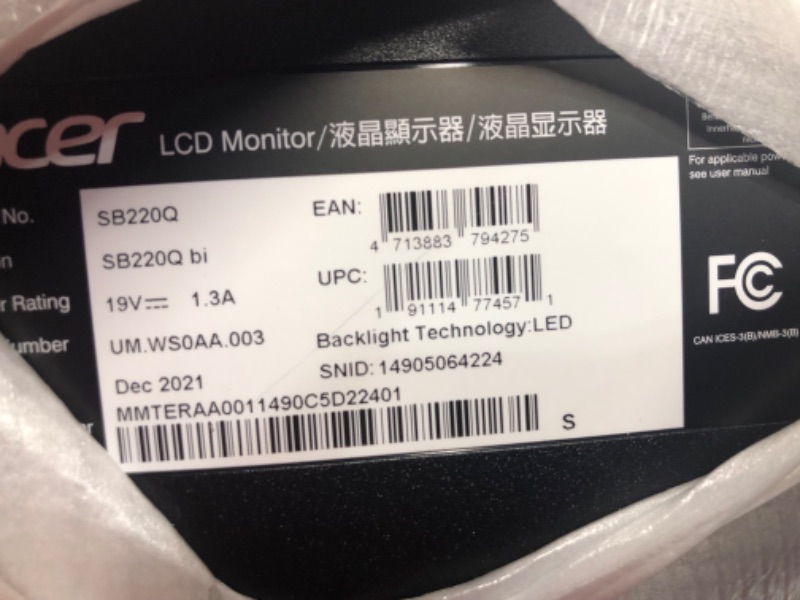 acer LCD Monitor/液晶顯示器/液晶显示器
For applicable
see user manual
No. SB220Q
SB220Q bi
Rating 19V 1.3A
UM.WS0AA.003
Dec 2021
MMTERAA0011490C5D22401
EAN:
4 713883 794275
UPC:
1 91114 77457 1
Backlight Technology:LED
SNID: 14905064224
S
FC
CAN ICES-3(B)/NMB-3(B)